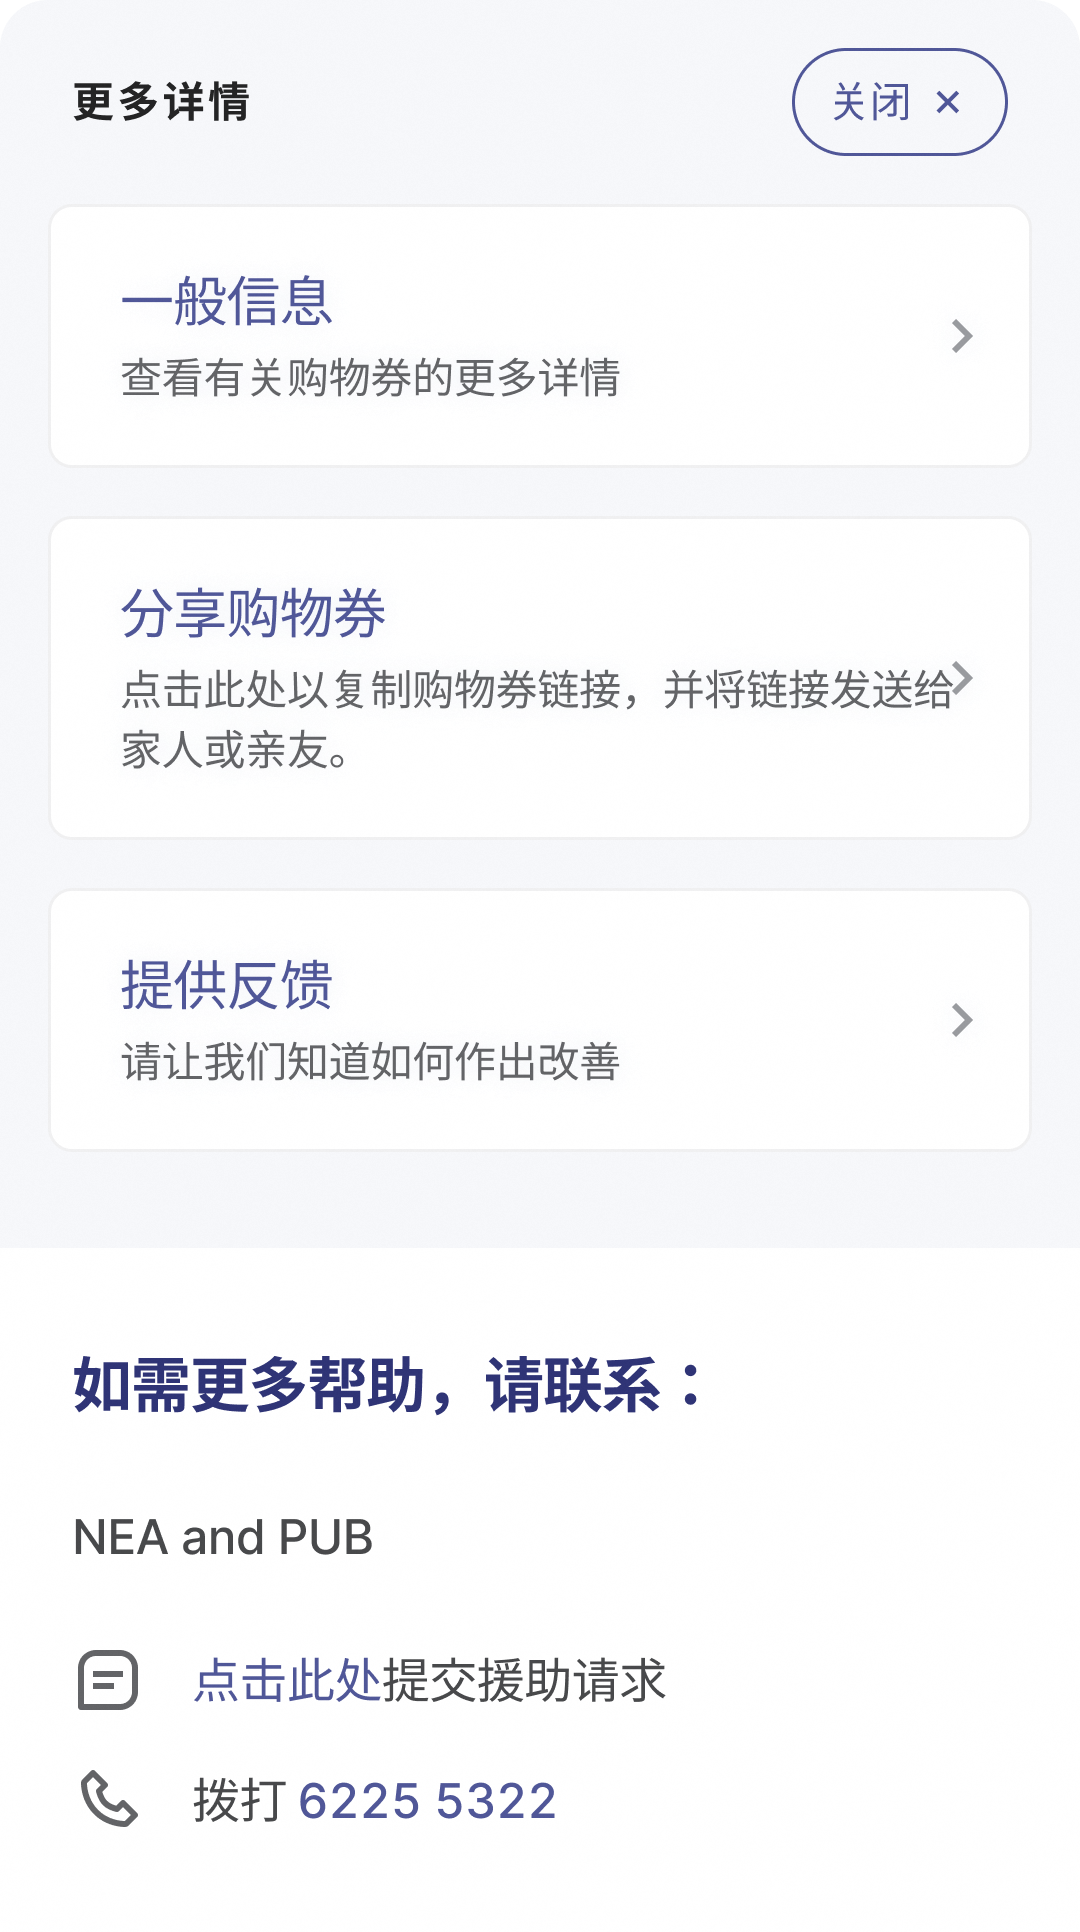 更多详情
关闭 ×
一般信息
查看有关购物券的更多详情
分享购物券
点击此处以复制购物券链接，并将链接发送给
家人或亲友。
提供反馈
请让我们知道如何作出改善
如需更多帮助，请联系：
NEA and PUB
点击此处提交援助请求
拨打 6225 5322